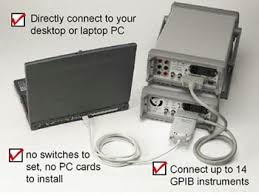 Directly connect to your
desktop or laptop PC
no switches to
set, no PC cards
to install
Connect up to 14
GPIB instruments